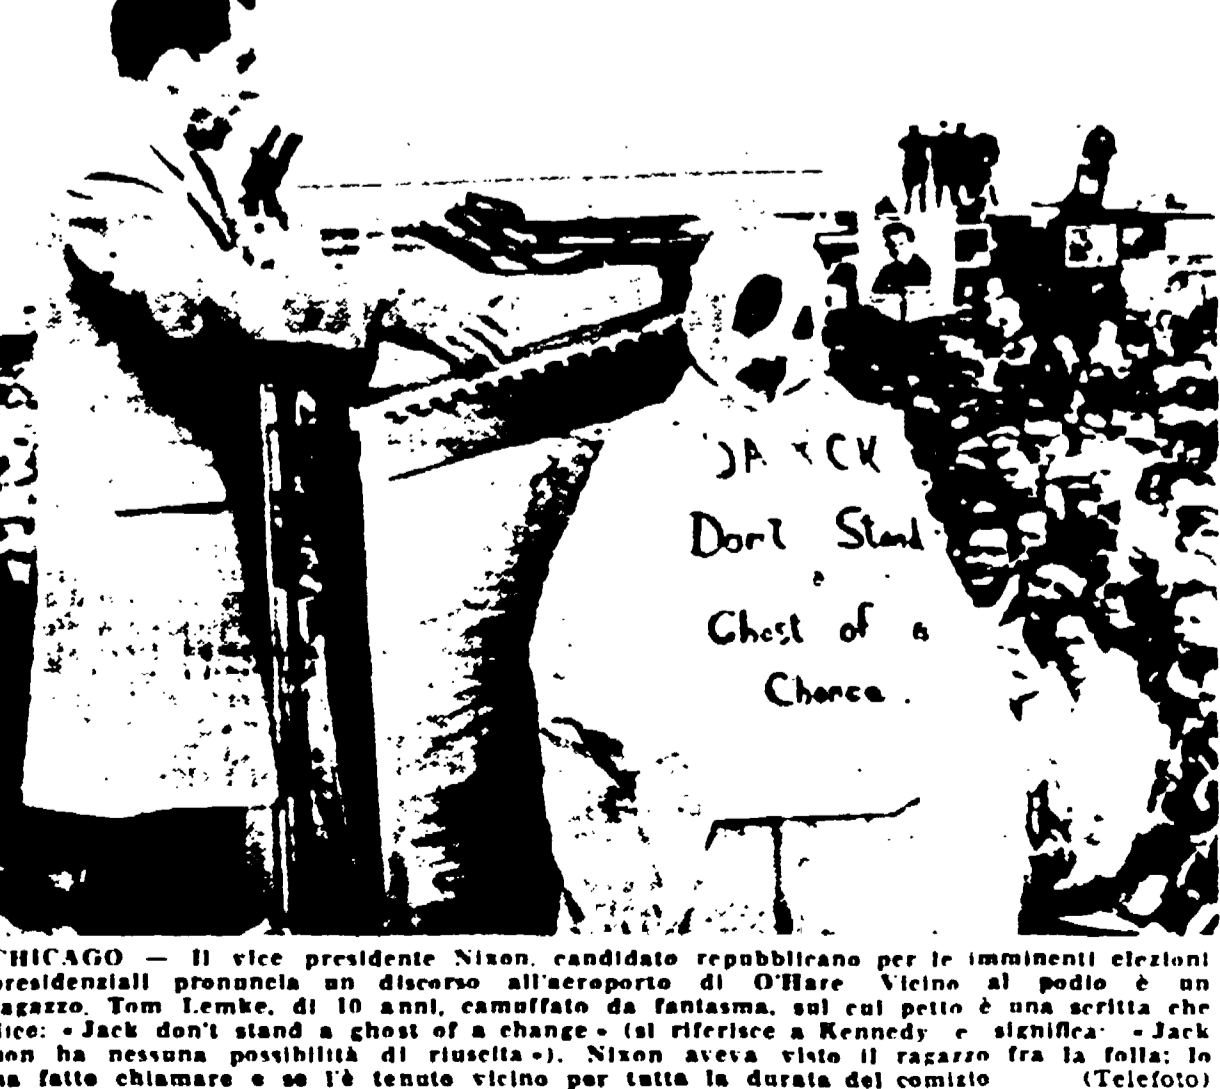 JACK
Don't Stand
a
Ghost of a
Chance.
CHICAGO — Il vice presidente Nixon, candidato repubblicano per le imminenti elezioni
presidenziali pronuncia un discorso all'aeroporto di O'Hare Vicino al podio è un
ragazzo, Tom Lemke, di 10 anni, camuffato da fantasma, sul cui petto è una scritta che
dice: « Jack don't stand a ghost of a change » (si riferisce a Kennedy e significa: « Jack
non ha nessuna possibilità di riuscita »). Nixon aveva visto il ragazzo fra la folla; lo
ha fatto chiamare e se l'è tenuto vicino per tutta la durata del comizio (Telefoto)